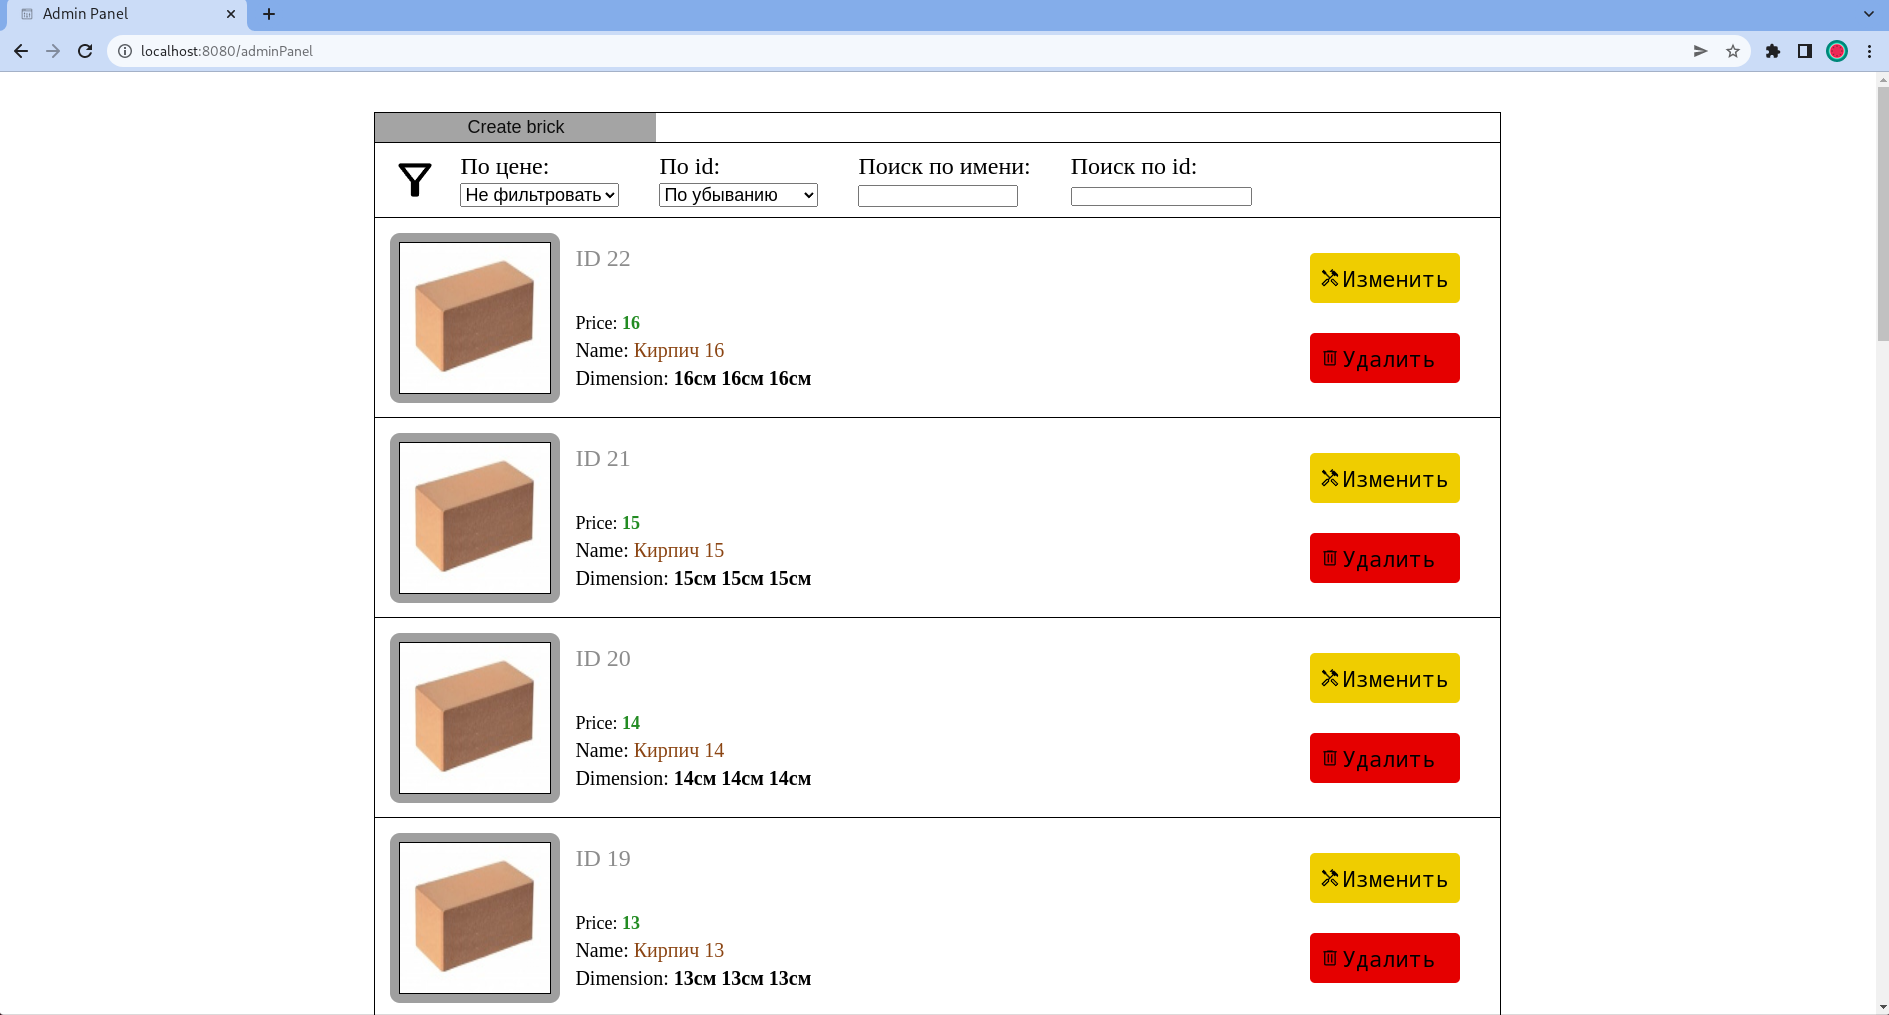 Admin Panel
localhost:8080/adminPanel
Create brick
По цене: По id: Поиск по имени: Поиск по id:
Не фильтровать По убыванию
ID 22
Изменить
Price: 16
Name: Кирпич 16
Удалить
Dimension: 16см 16см 16см
ID 21
Изменить
Price: 15
Name: Кирпич 15
Удалить
Dimension: 15см 15см 15см
ID 20
Изменить
Price: 14
Name: Кирпич 14
Удалить
Dimension: 14см 14см 14см
ID 19
Изменить
Price: 13
Name: Кирпич 13
Удалить
Dimension: 13см 13см 13см